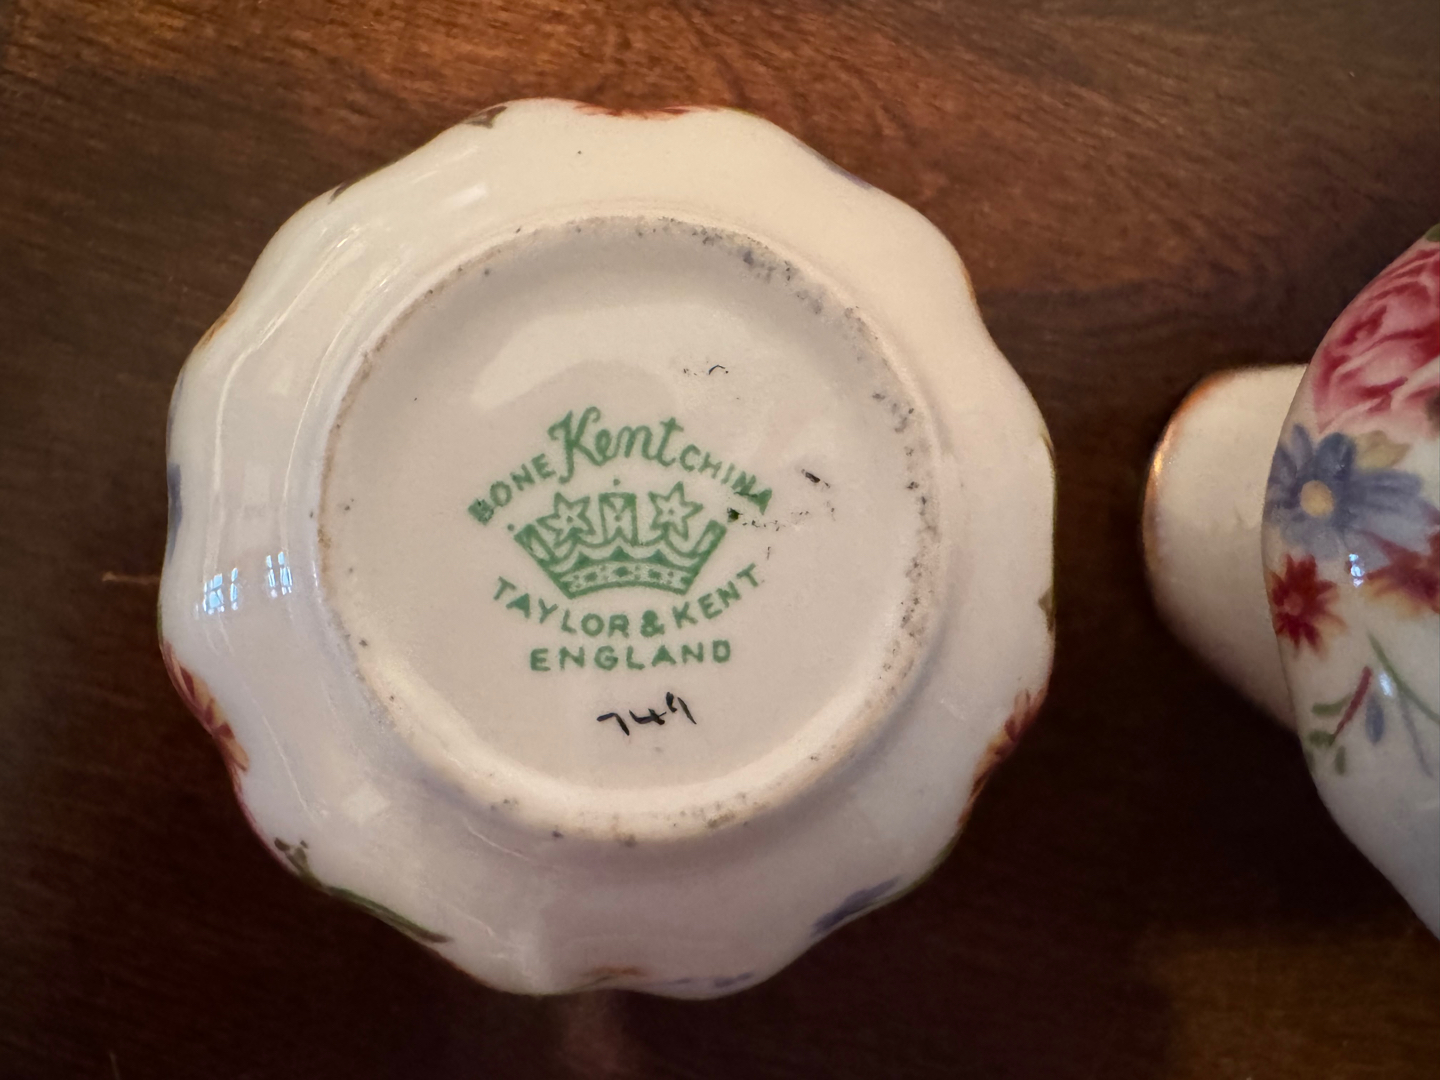 BONE Kent CHINA
TAYLOR & KENT
ENGLAND
749